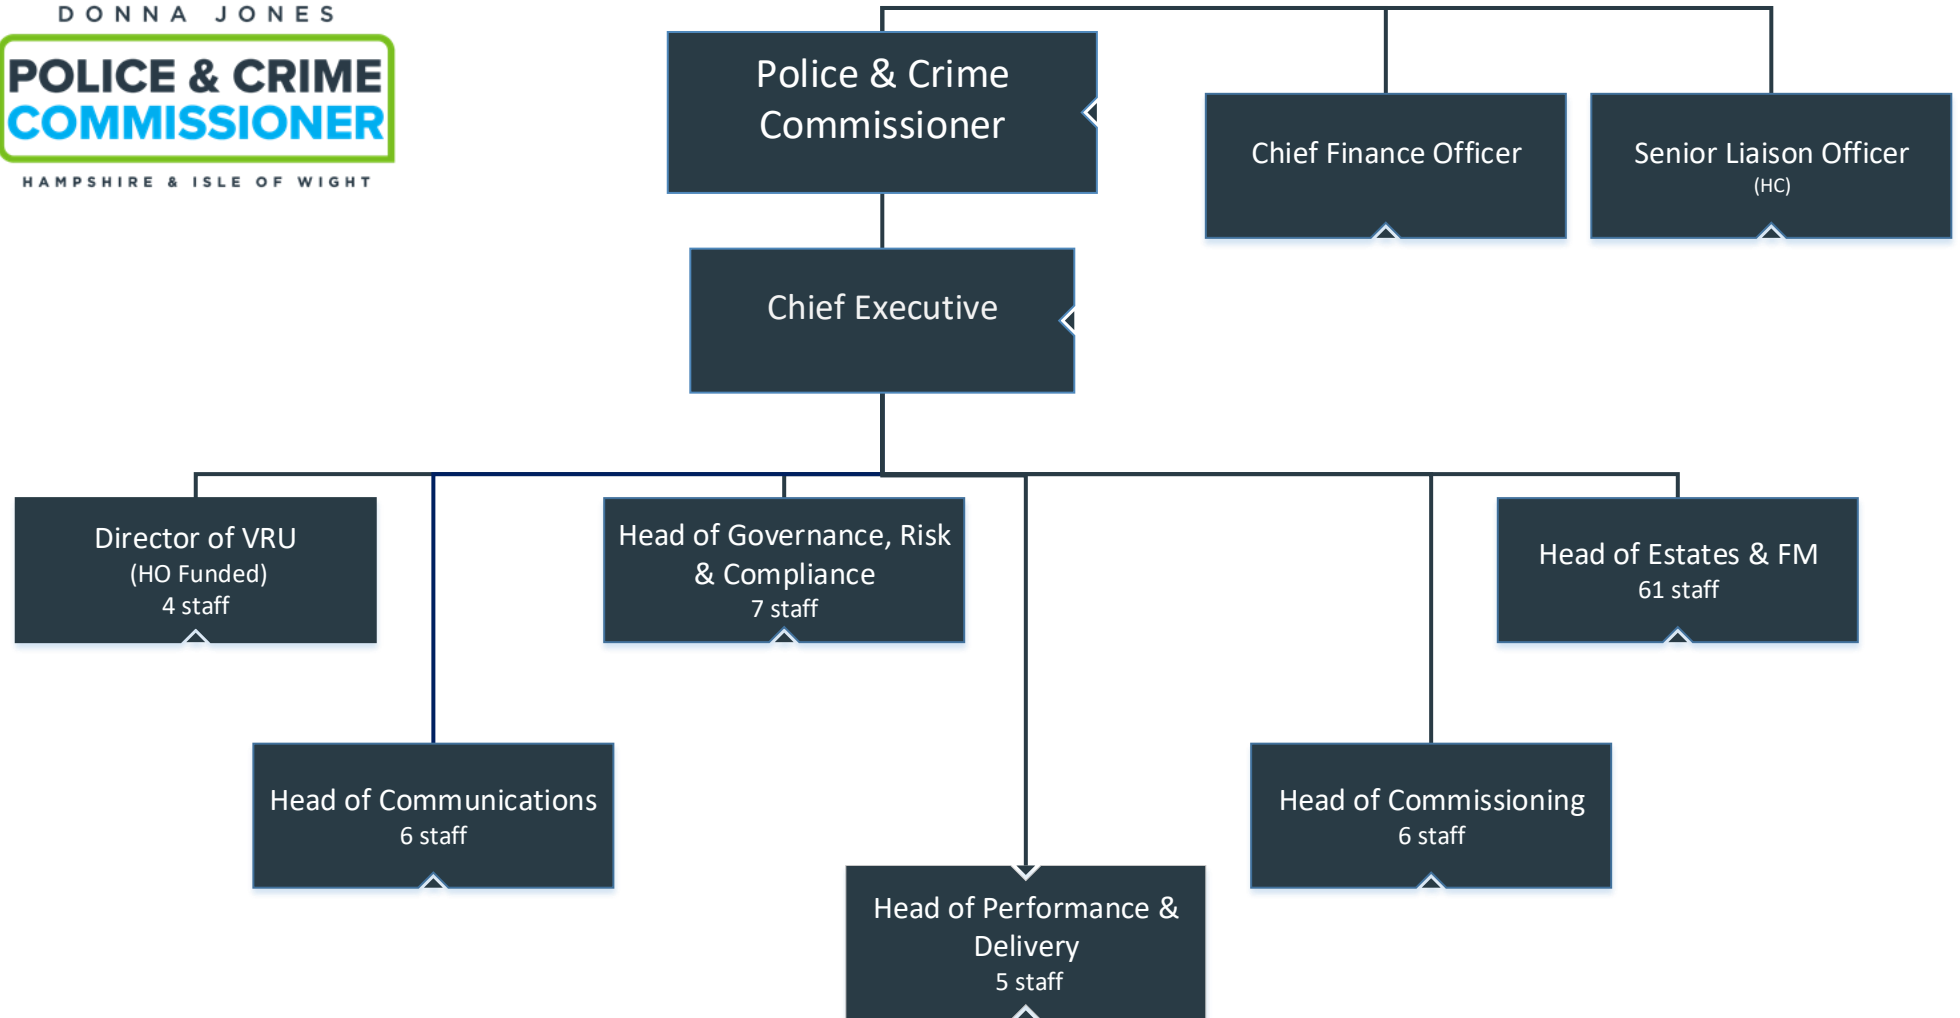 DONNA JONES
POLICE & CRIME
COMMISSIONER
HAMPSHIRE & ISLE OF WIGHT
Police & Crime
Commissioner
Chief Finance Officer
Senior Liaison Officer
(HC)
Chief Executive
Director of VRU
(HO Funded)
4 staff
Head of Governance, Risk
& Compliance
7 staff
Head of Estates & FM
61 staff
Head of Communications
6 staff
Head of Commissioning
6 staff
Head of Performance &
Delivery
5 staff